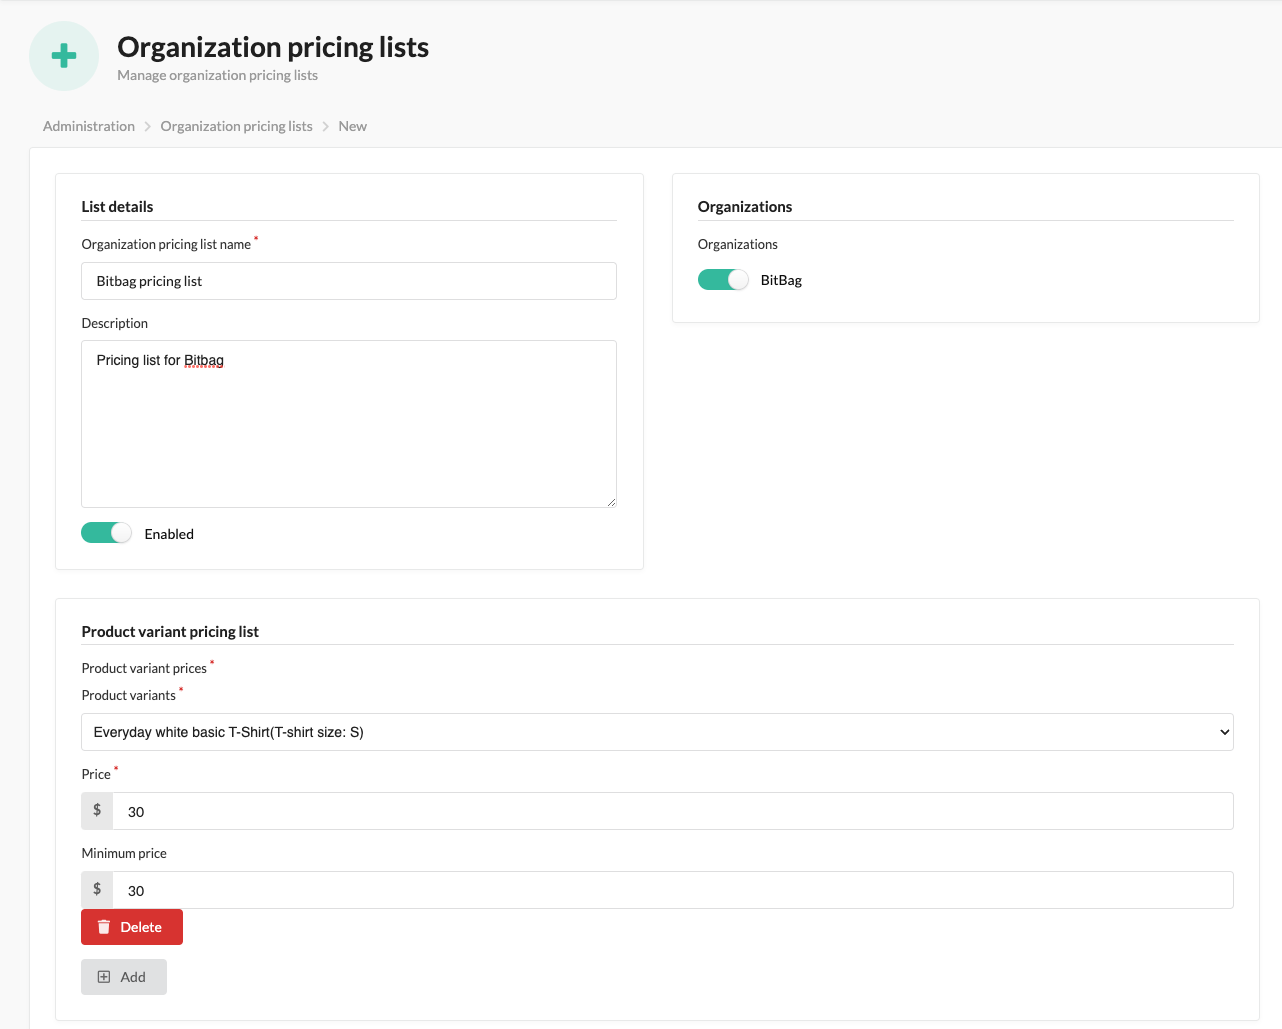 Organization pricing lists
Manage organization pricing lists
Administration > Organization pricing lists > New
List details
Organization pricing list name *
Bitbag pricing list
Description
Pricing list for Bitbag
Enabled
Organizations
Organizations
BitBag
Product variant pricing list
Product variant prices *
Product variants *
Everyday white basic T-Shirt(T-shirt size: S)
Price *
$ 30
Minimum price
$ 30
Delete
Add